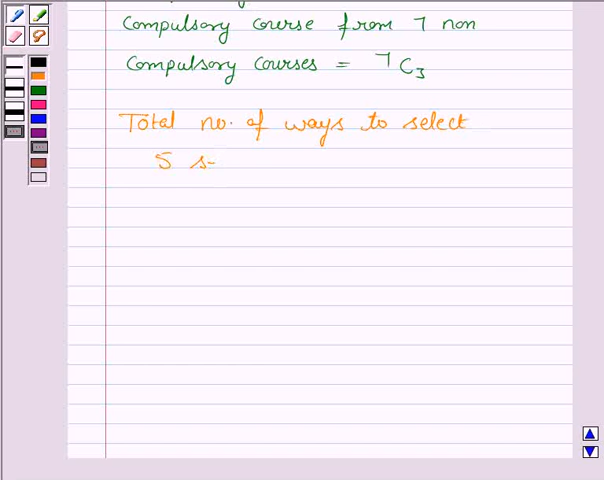 Compulsory course from 7 non
Compulsory courses = ⁷C₃
Total no. of ways to select
5 s